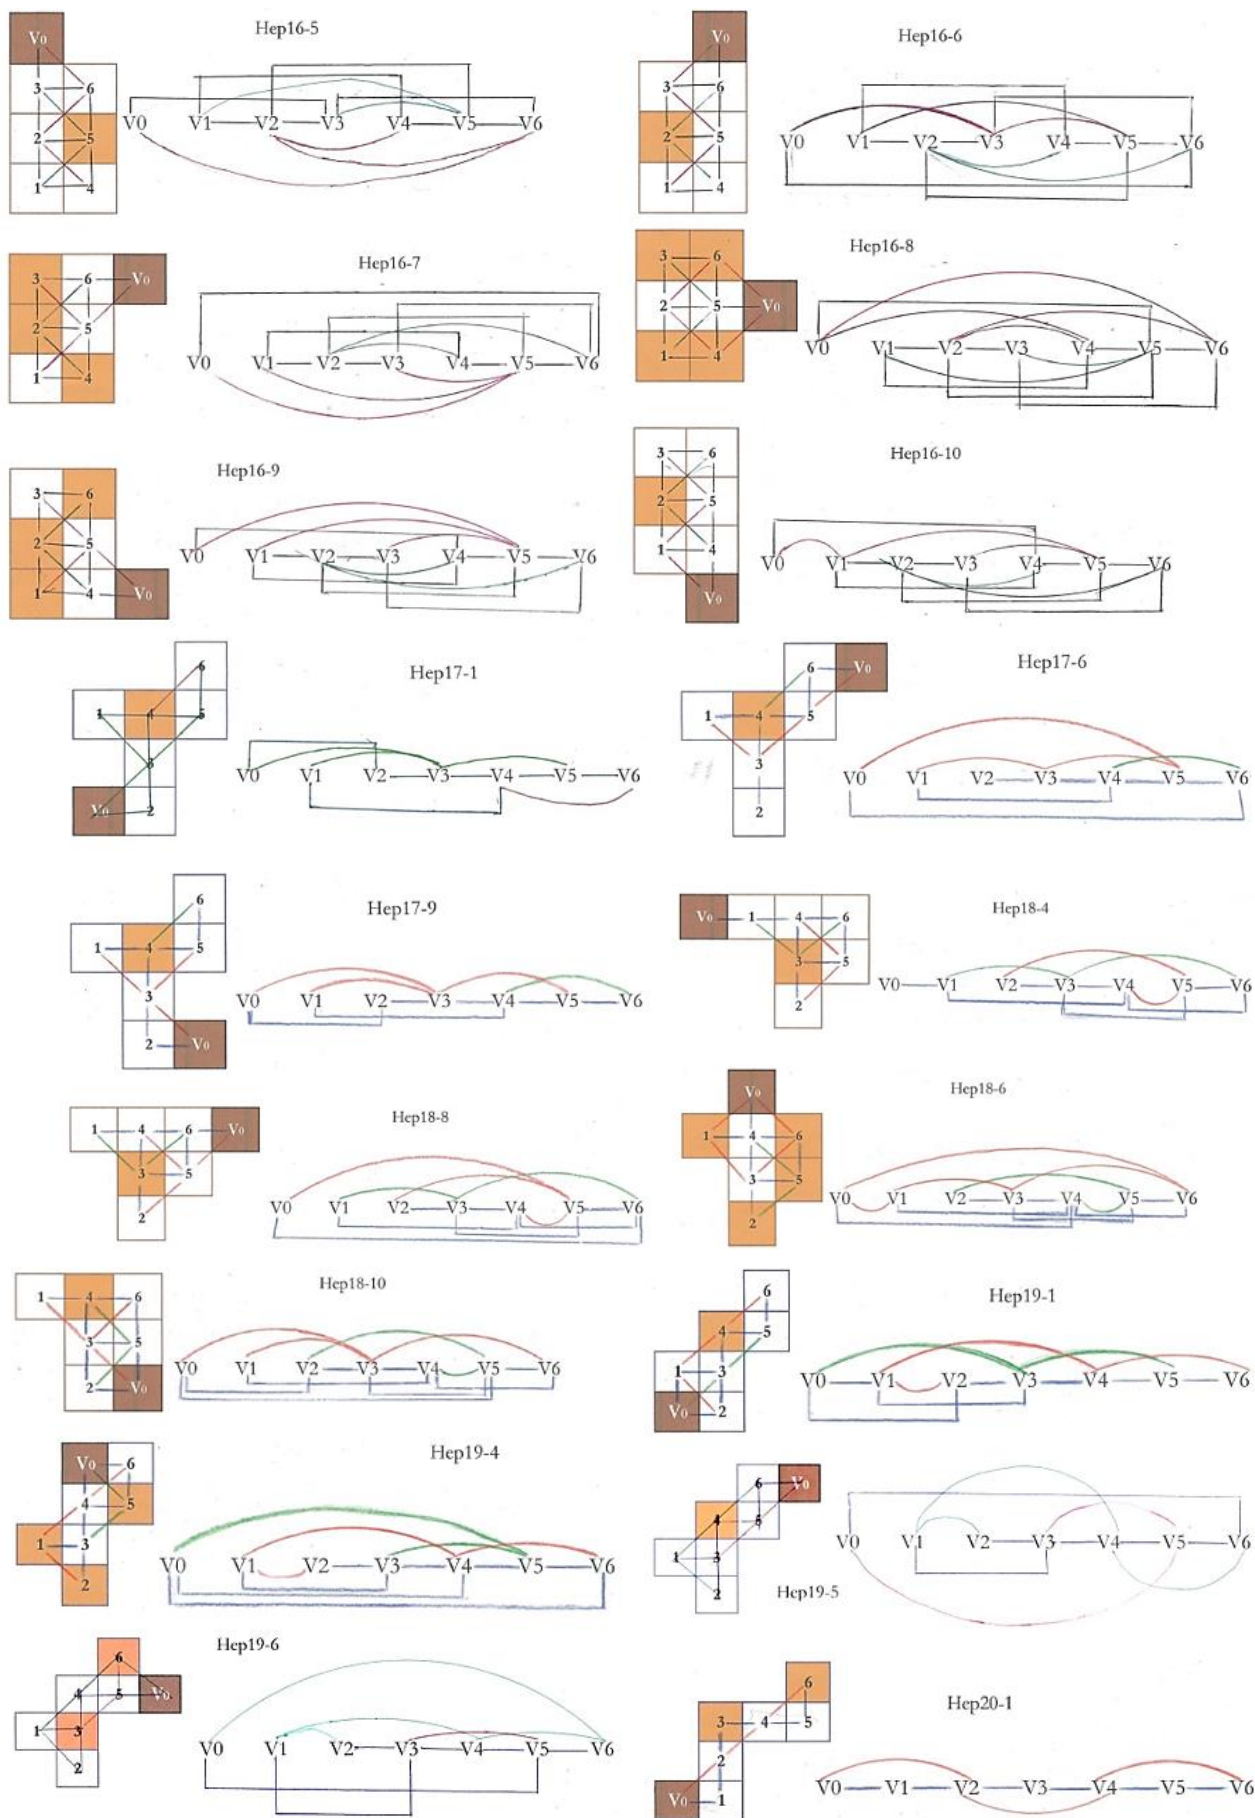 Hep16-5
V0
3 6
2 5
1 4
V0 V1 V2 V3 V4 V5 V6
Hep16-6
V0
3 6
2 5
1 4
V0 V1 V2 V3 V4 V5 V6
Hep16-7
3 6 V0
2 5
1 4
V0 V1 V2 V3 V4 V5 V6
Hep16-8
3 6
2 5 V0
1 4
V0 V1 V2 V3 V4 V5 V6
Hep16-9
3 6
2 5
1 4 V0
V0 V1 V2 V3 V4 V5 V6
Hep16-10
3 6
2 5
1 4
V0
V0 V1 V2 V3 V4 V5 V6
Hep17-1
6
1 4 5
3
V0 2
V0 V1 V2 V3 V4 V5 V6
Hep17-6
6 V0
1 4 5
3
2
V0 V1 V2 V3 V4 V5 V6
Hep17-9
6
1 4 5
3
2 V0
V0 V1 V2 V3 V4 V5 V6
Hep18-4
V0 1 4 6
3 5
2
V0 V1 V2 V3 V4 V5 V6
Hep18-8
1 4 6 V0
3 5
2
V0 V1 V2 V3 V4 V5 V6
Hep18-6
V0
1 4 6
3 5
2
V0 V1 V2 V3 V4 V5 V6
Hep18-10
1 4 6
3 5
2 V0
V0 V1 V2 V3 V4 V5 V6
Hep19-1
6
4 5
1 3
V0 2
V0 V1 V2 V3 V4 V5 V6
Hep19-4
V0 6
4 5
1 3
2
V0 V1 V2 V3 V4 V5 V6
6 V0
4 5
1 3
2
Hep19-5
V0 V1 V2 V3 V4 V5 V6
Hep19-6
6
4 5 V0
1 3
2
V0 V1 V2 V3 V4 V5 V6
Hep20-1
6
3 4 5
2
V0 1
V0 V1 V2 V3 V4 V5 V6